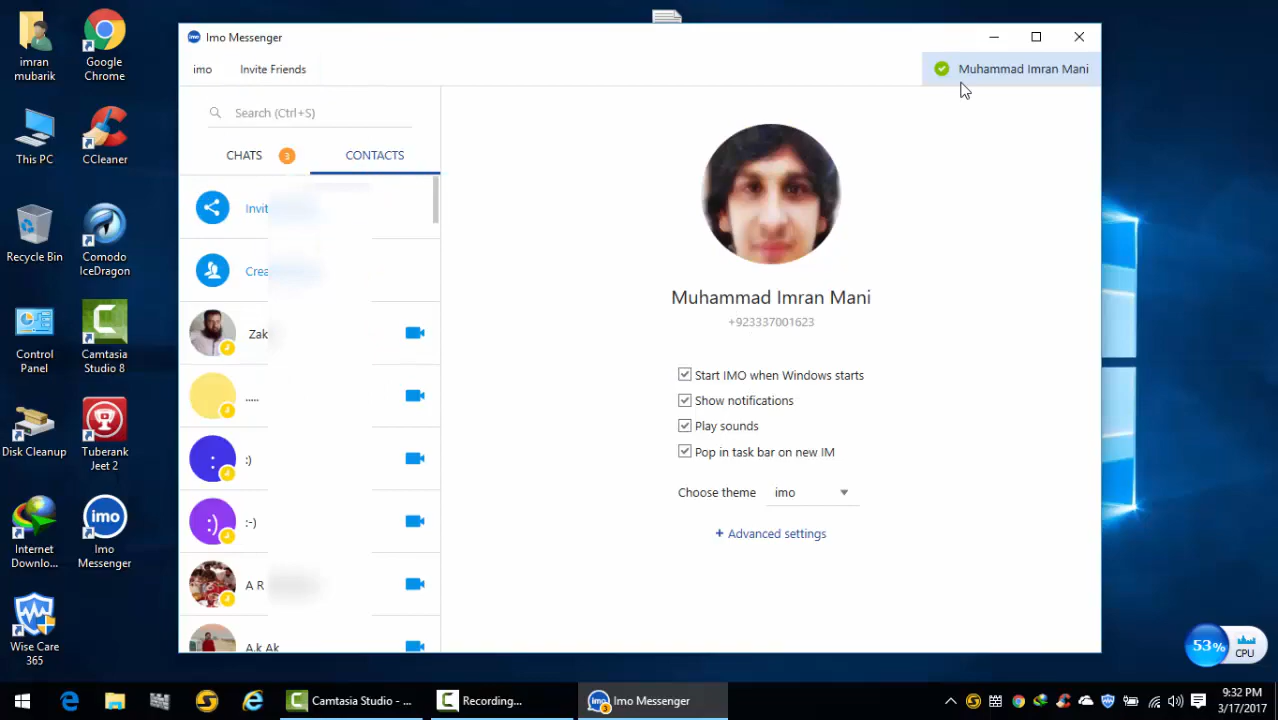 imran
mubarik
Google
Chrome
This PC
CCleaner
Recycle Bin
Comodo
IceDragon
Control
Panel
Camtasia
Studio 8
Disk Cleanup
Tuberank
Jeet 2
Internet
Downlo...
imo
Imo
Messenger
Wise Care
365
imo
Imo Messenger
imo
Invite Friends
Muhammad Imran Mani
Search (Ctrl+S)
CHATS
3
CONTACTS
Invit
Crea
Zak
.....
:
:)
:)
:-)
A R
A.k Ak
Muhammad Imran Mani
+923337001623
Start IMO when Windows starts
Show notifications
Play sounds
Pop in task bar on new IM
Choose theme
imo
+ Advanced settings
53%
CPU
Camtasia Studio - ...
Recording...
imo
3
Imo Messenger
9:32 PM
3/17/2017